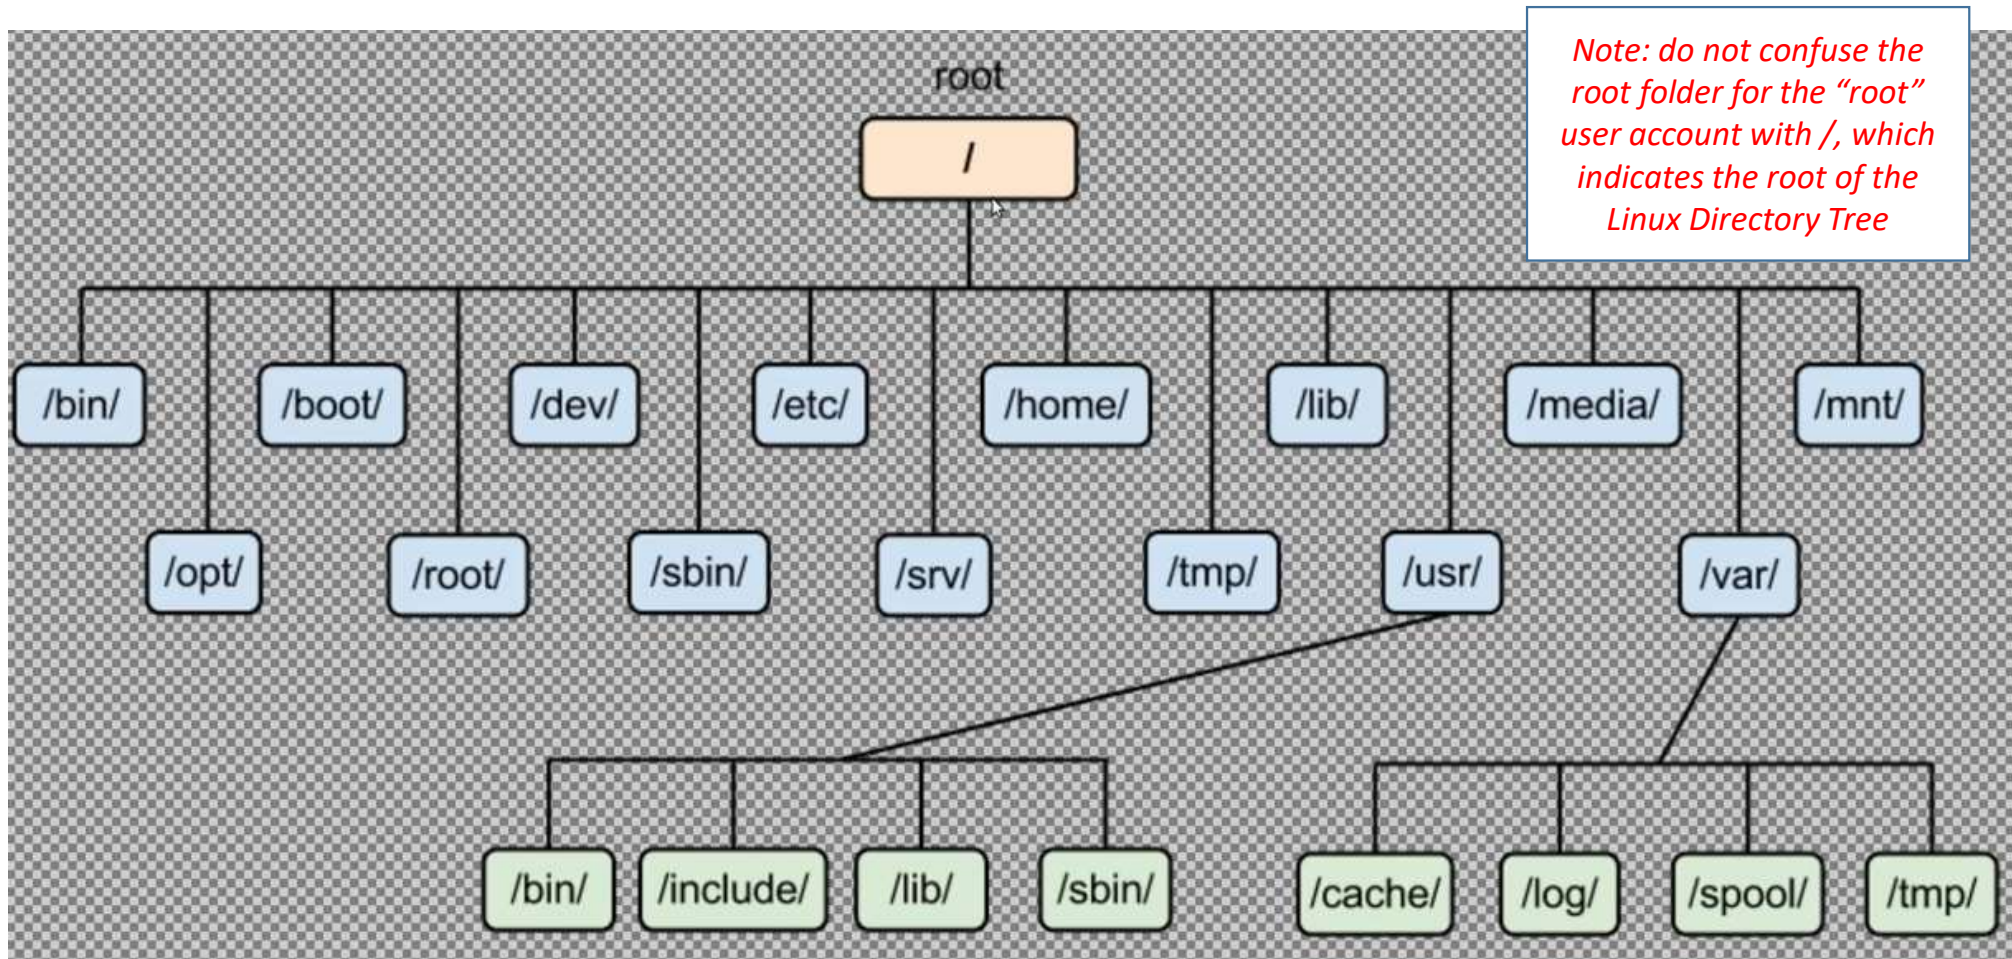 Note: do not confuse the
root folder for the “root”
user account with /, which
indicates the root of the
Linux Directory Tree
root
/
/bin/ /boot/ /dev/ /etc/ /home/ /lib/ /media/ /mnt/
/opt/ /root/ /sbin/ /srv/ /tmp/ /usr/ /var/
/bin/ /include/ /lib/ /sbin/ /cache/ /log/ /spool/ /tmp/